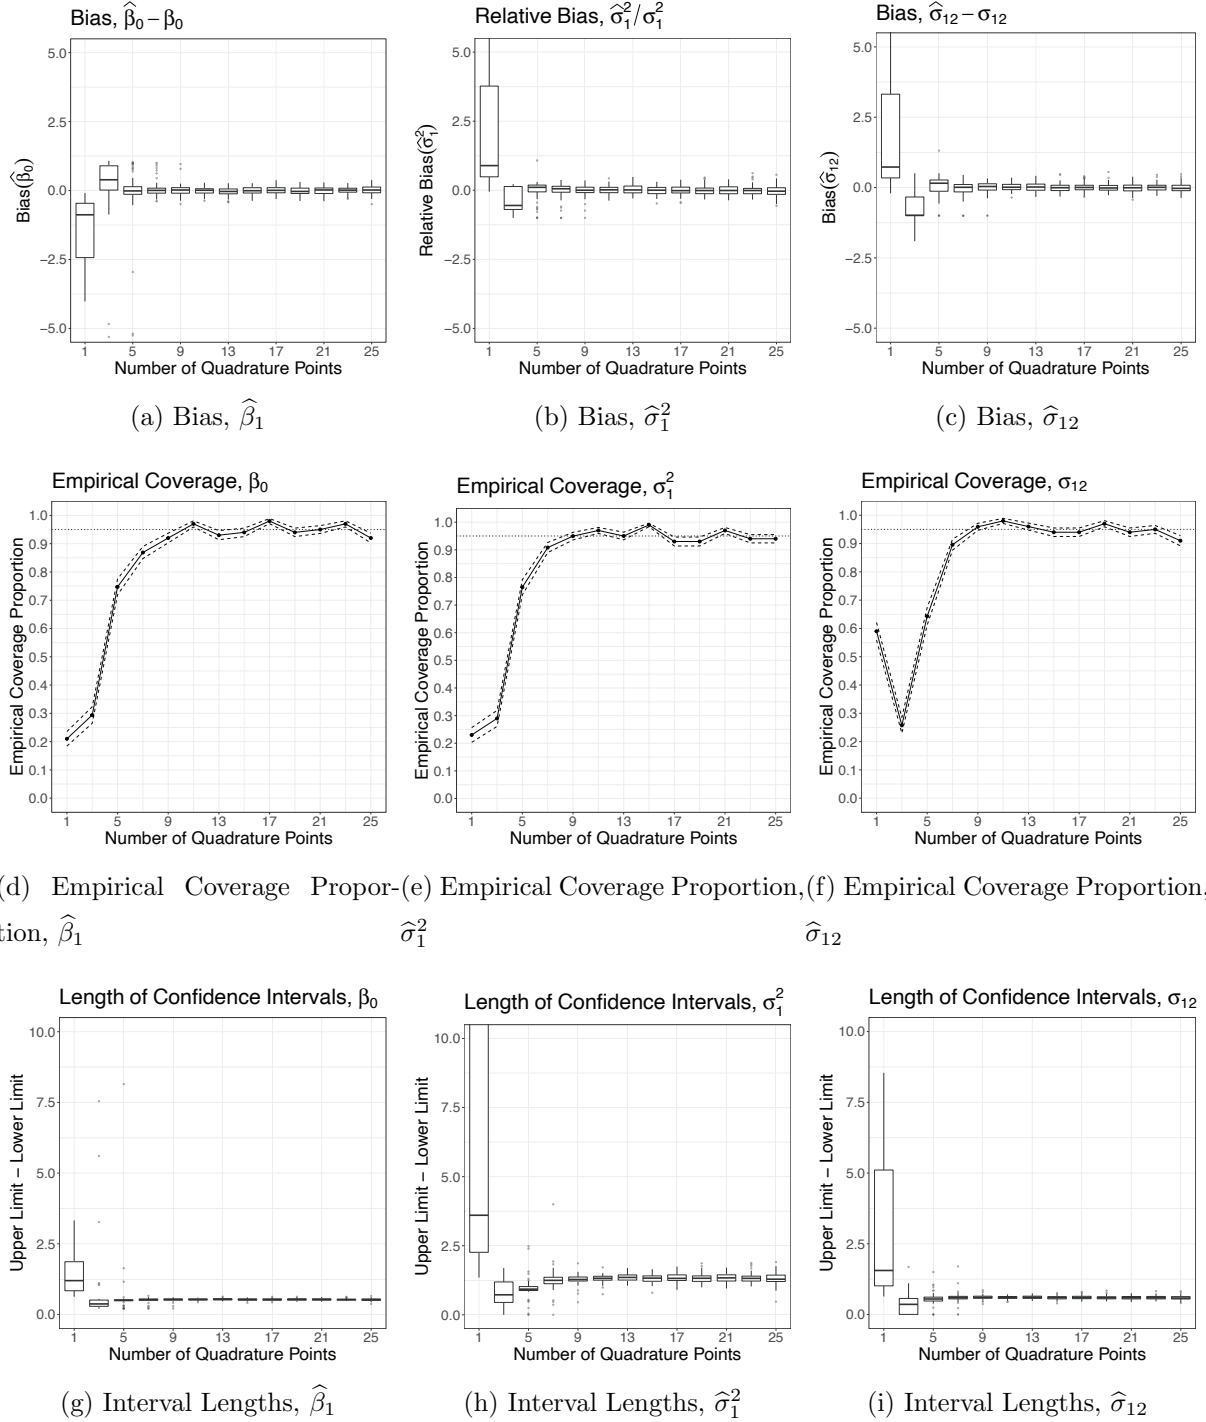 Bias, β̂₀ − β₀
Relative Bias, σ̂₁²/σ₁²
Bias, σ̂₁₂ − σ₁₂
Bias(β̂₀)
5.0
2.5
0.0
−2.5
−5.0
1 5 9 13 17 21 25
Number of Quadrature Points
Relative Bias(σ̂₁²)
5.0
2.5
0.0
−2.5
−5.0
1 5 9 13 17 21 25
Number of Quadrature Points
Bias(σ̂₁₂)
5.0
2.5
0.0
−2.5
−5.0
1 5 9 13 17 21 25
Number of Quadrature Points
(a) Bias, β̂₁
(b) Bias, σ̂₁²
(c) Bias, σ̂₁₂
Empirical Coverage, β₀
Empirical Coverage, σ₁²
Empirical Coverage, σ₁₂
Empirical Coverage Proportion
1.0
0.9
0.8
0.7
0.6
0.5
0.4
0.3
0.2
0.1
0.0
1 5 9 13 17 21 25
Number of Quadrature Points
Empirical Coverage Proportion
1.0
0.9
0.8
0.7
0.6
0.5
0.4
0.3
0.2
0.1
0.0
1 5 9 13 17 21 25
Number of Quadrature Points
Empirical Coverage Proportion
1.0
0.9
0.8
0.7
0.6
0.5
0.4
0.3
0.2
0.1
0.0
1 5 9 13 17 21 25
Number of Quadrature Points
(d) Empirical Coverage Propor-
tion, β̂₁
(e) Empirical Coverage Proportion,
σ̂₁²
(f) Empirical Coverage Proportion,
σ̂₁₂
Length of Confidence Intervals, β₀
Length of Confidence Intervals, σ₁²
Length of Confidence Intervals, σ₁₂
Upper Limit − Lower Limit
10.0
7.5
5.0
2.5
0.0
1 5 9 13 17 21 25
Number of Quadrature Points
Upper Limit − Lower Limit
10.0
7.5
5.0
2.5
0.0
1 5 9 13 17 21 25
Number of Quadrature Points
Upper Limit − Lower Limit
10.0
7.5
5.0
2.5
0.0
1 5 9 13 17 21 25
Number of Quadrature Points
(g) Interval Lengths, β̂₁
(h) Interval Lengths, σ̂₁²
(i) Interval Lengths, σ̂₁₂